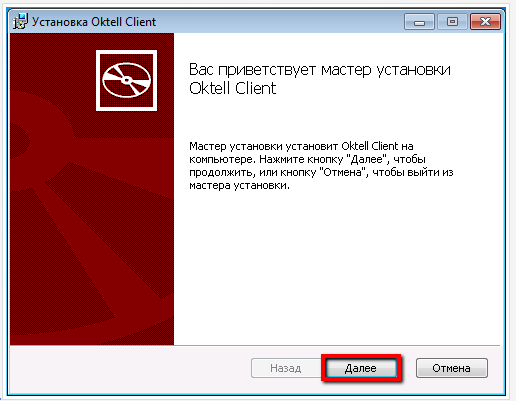 Установка Oktell Client
Вас приветствует мастер установки
Oktell Client
Мастер установки установит Oktell Client на
компьютере. Нажмите кнопку "Далее", чтобы
продолжить, или кнопку "Отмена", чтобы выйти из
мастера установки.
Назад Далее Отмена